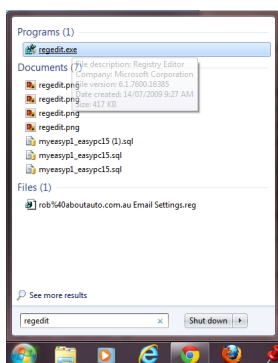 Programs (1)
regedit.exe
File description: Registry Editor
Company: Microsoft Corporation
File version: 6.1.7600.16385
Date created: 14/07/2009 9:27 AM
Size: 417 KB
Documents (7)
regedit.png
regedit.png
regedit.png
regedit.png
myeasyp1_easypc15 (1).sql
myeasyp1_easypc15.sql
myeasyp1_easypc15.sql
Files (1)
rob%40aboutauto.com.au Email Settings.reg
See more results
regedit
Shut down